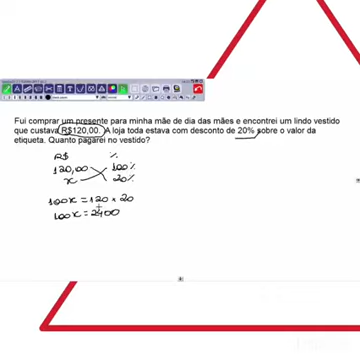 Fui comprar um presente para minha mãe de dia das mães e encontrei um lindo vestido
que custava R$120,00. A loja toda estava com desconto de 20% sobre o valor da
etiqueta. Quanto pagarei no vestido?
R$ %
120,00 100%
x 20%
100x = 120 × 20
100x = 2400